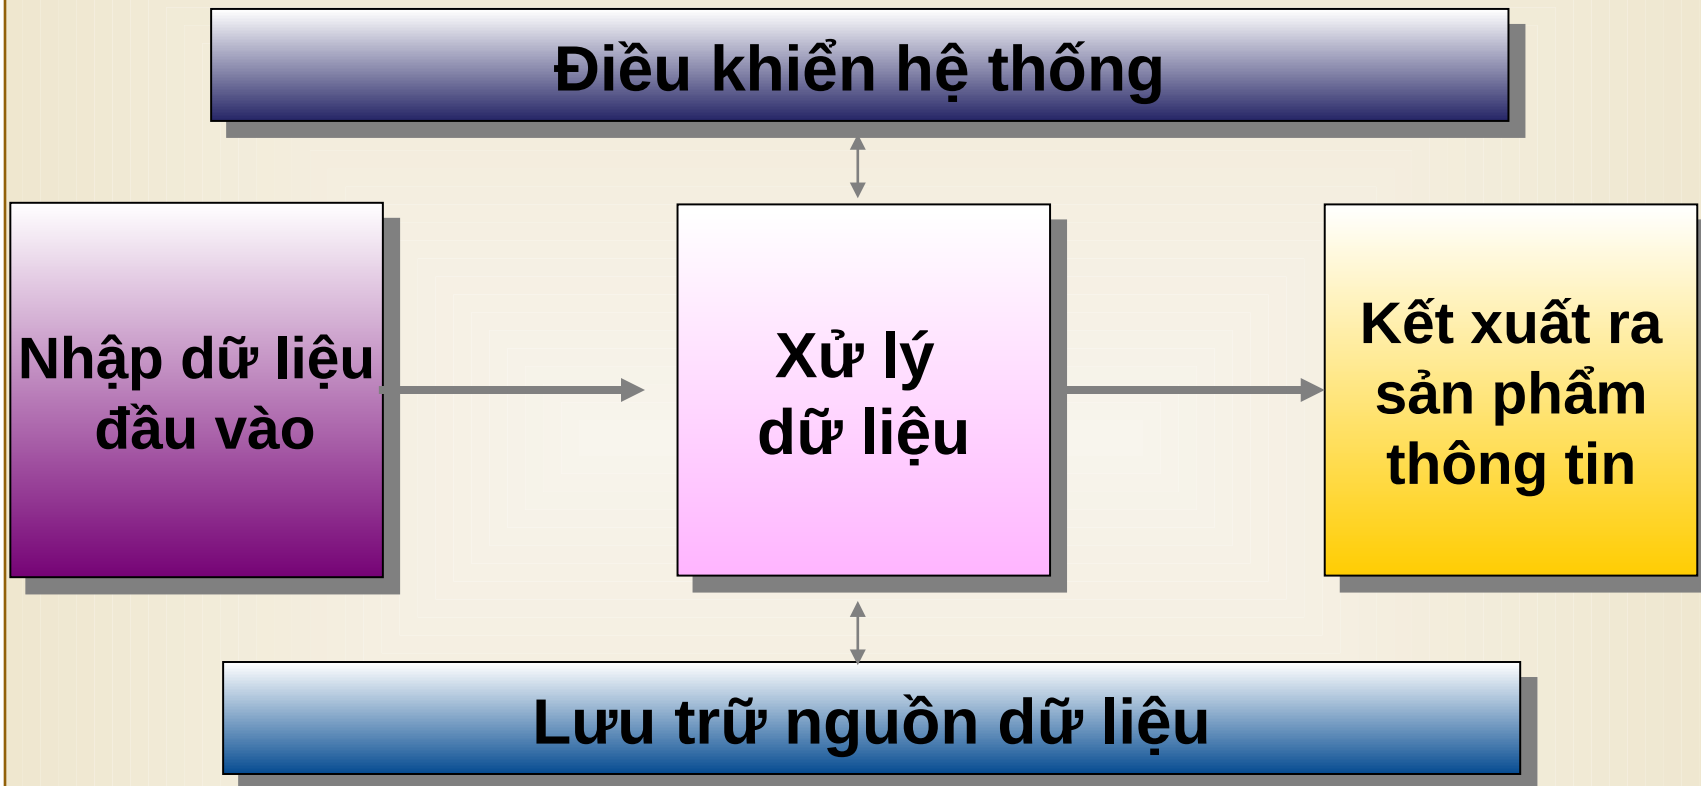 Điều khiển hệ thống
Nhập dữ liệu
đầu vào
Xử lý
dữ liệu
Kết xuất ra
sản phẩm
thông tin
Lưu trữ nguồn dữ liệu